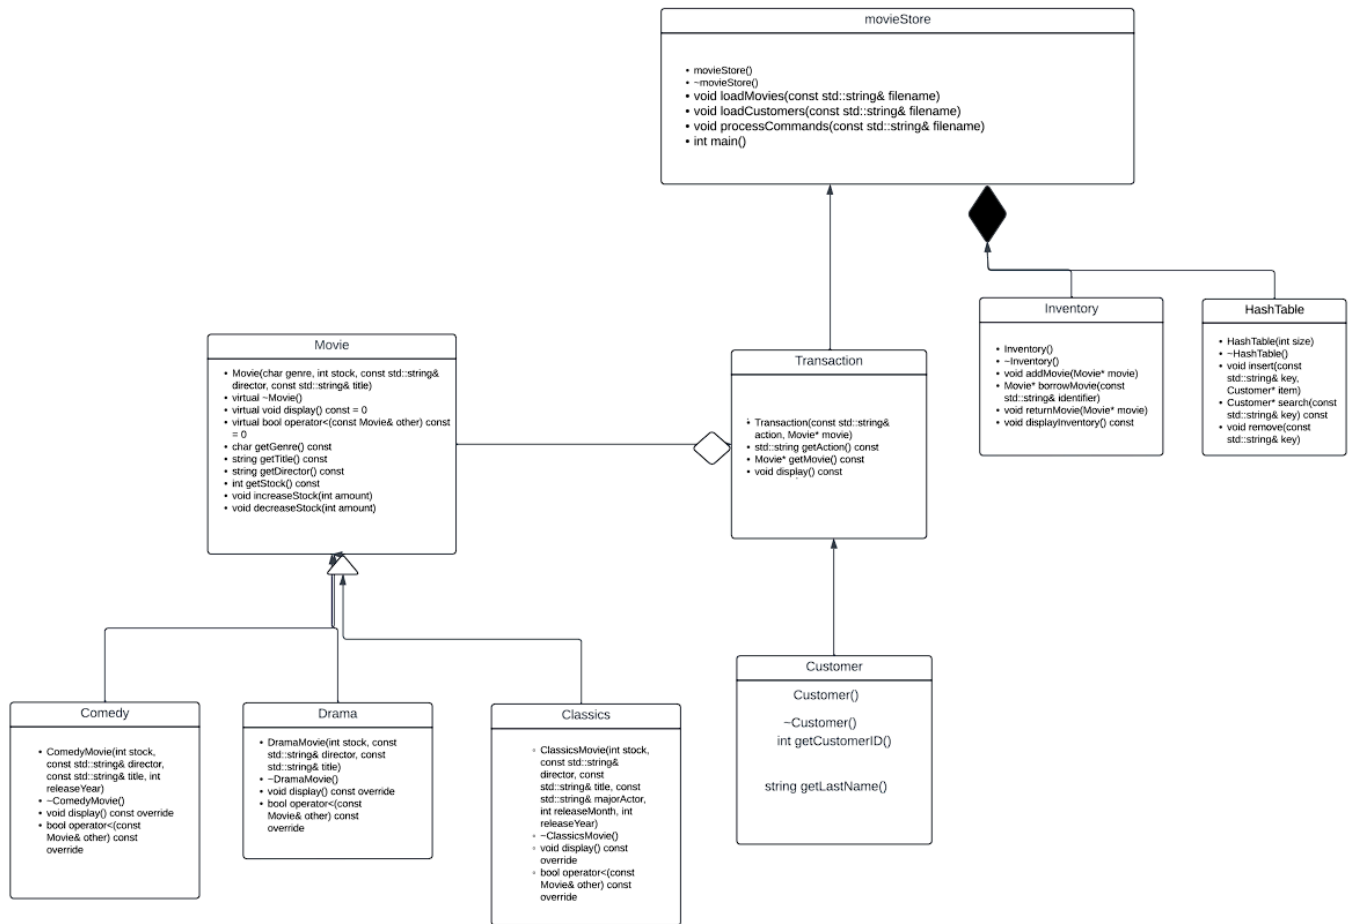 movieStore
• movieStore()
• ~movieStore()
• void loadMovies(const std::string& filename)
• void loadCustomers(const std::string& filename)
• void processCommands(const std::string& filename)
• int main()
Movie
• Movie(char genre, int stock, const std::string&
director, const std::string& title)
• virtual ~Movie()
• virtual void display() const = 0
• virtual bool operator<(const Movie& other) const
= 0
• char getGenre() const
• string getTitle() const
• string getDirector() const
• int getStock() const
• void increaseStock(int amount)
• void decreaseStock(int amount)
Transaction
• Transaction(const std::string&
action, Movie* movie)
• std::string getAction() const
• Movie* getMovie() const
• void display() const
Inventory
• Inventory()
• ~Inventory()
• void addMovie(Movie* movie)
• Movie* borrowMovie(const
std::string& identifier)
• void returnMovie(Movie* movie)
• void displayInventory() const
HashTable
• HashTable(int size)
• ~HashTable()
• void insert(const
std::string& key,
Customer* item)
• Customer* search(const
std::string& key) const
• void remove(const
std::string& key)
Comedy
• ComedyMovie(int stock,
const std::string& director,
const std::string& title, int
releaseYear)
• ~ComedyMovie()
• void display() const override
• bool operator<(const
Movie& other) const
override
Drama
• DramaMovie(int stock, const
std::string& director, const
std::string& title)
• ~DramaMovie()
• void display() const override
• bool operator<(const
Movie& other) const
override
Classics
◦ ClassicsMovie(int stock,
const std::string&
director, const
std::string& title, const
std::string& majorActor,
int releaseMonth, int
releaseYear)
◦ ~ClassicsMovie()
◦ void display() const
override
◦ bool operator<(const
Movie& other) const
override
Customer
Customer()
~Customer()
int getCustomerID()
string getLastName()